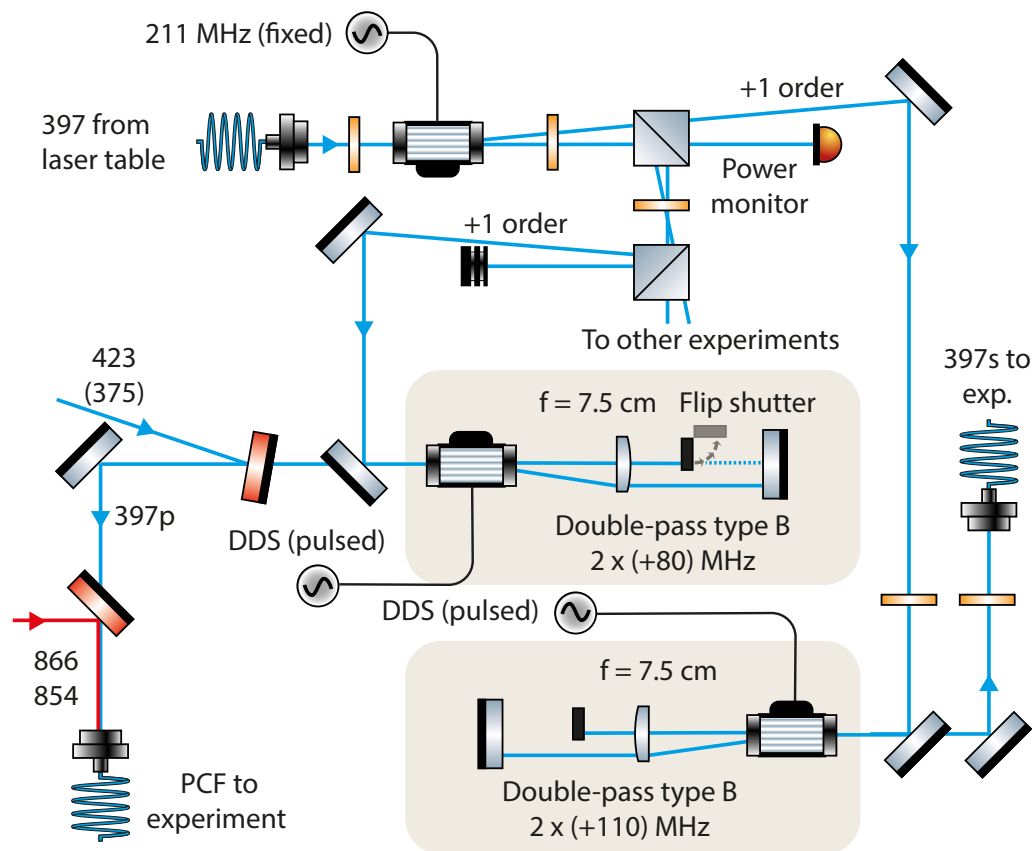 211 MHz (fixed)
+1 order
397 from
laser table
Power
monitor
+1 order
To other experiments
423
(375)
397s to
exp.
f = 7.5 cm
Flip shutter
397p
DDS (pulsed)
Double-pass type B
2 x (+80) MHz
DDS (pulsed)
866
854
f = 7.5 cm
PCF to
experiment
Double-pass type B
2 x (+110) MHz